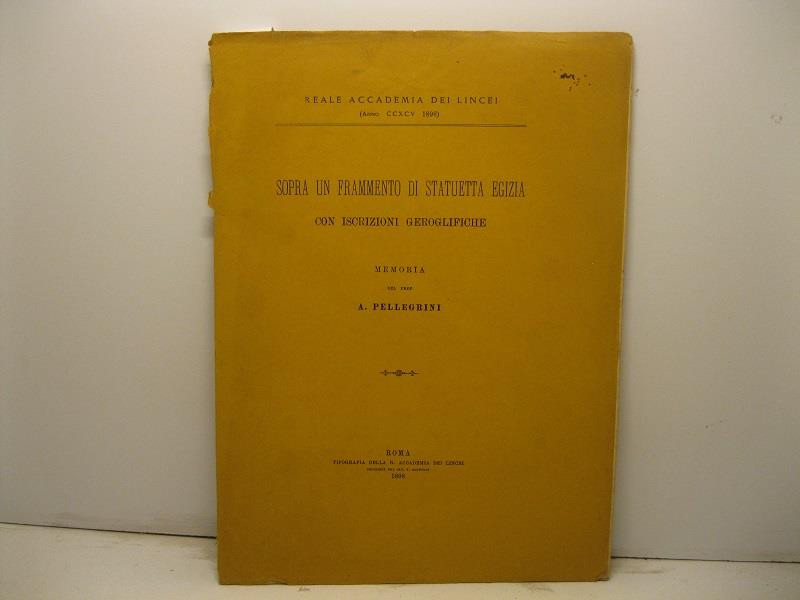 REALE ACCADEMIA DEI LINCEI
(ANNO CCXCV 1898)
SOPRA UN FRAMMENTO DI STATUETTA EGIZIA
CON ISCRIZIONI GEROGLIFICHE
MEMORIA
DEL PROF.
A. PELLEGRINI
ROMA
TIPOGRAFIA DELLA R. ACCADEMIA DEI LINCEI
1898